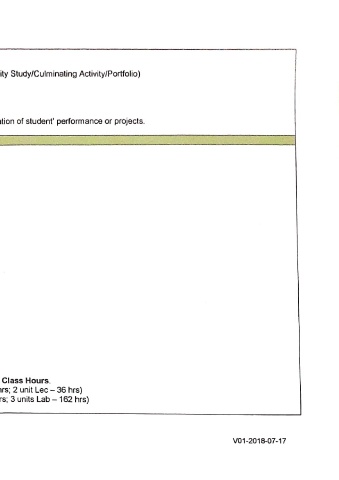 ity Study/Culminating Activity/Portfolio)
ation of student' performance or projects.
Class Hours.
hrs; 2 unit Lec – 36 hrs)
rs; 3 units Lab – 162 hrs)
V01-2018-07-17